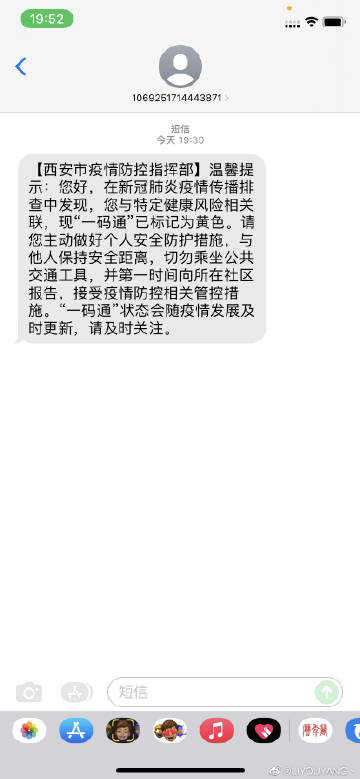 19:52
1069251714443871
短信
今天 19:30
【西安市疫情防控指挥部】温馨提
示：您好，在新冠肺炎疫情传播排
查中发现，您与特定健康风险相关
联，现“一码通”已标记为黄色。请
您主动做好个人安全防护措施，与
他人保持安全距离，切勿乘坐公共
交通工具，并第一时间向所在社区
报告，接受疫情防控相关管控措
施。“一码通”状态会随疫情发展及
时更新，请及时关注。
短信